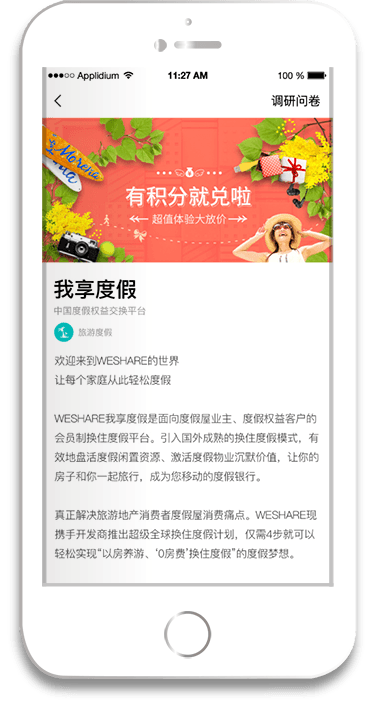 ●●●○○ Applidium 11:27 AM 100 %
调研问卷
Morena
有积分就兑啦
超值体验大放价
我享度假
中国度假权益交换平台
旅游度假
欢迎来到WESHARE的世界
让每个家庭从此轻松度假
WESHARE我享度假是面向度假屋业主、度假权益客户的
会员制换住度假平台。引入国外成熟的换住度假模式，有
效地盘活度假闲置资源、激活度假物业沉默价值，让你的
房子和你一起旅行，成为您移动的度假银行。
真正解决旅游地产消费者度假屋消费痛点。WESHARE现
携手开发商推出超级全球换住度假计划，仅需4步就可以
轻松实现“以房养游、‘0房费’换住度假”的度假梦想。